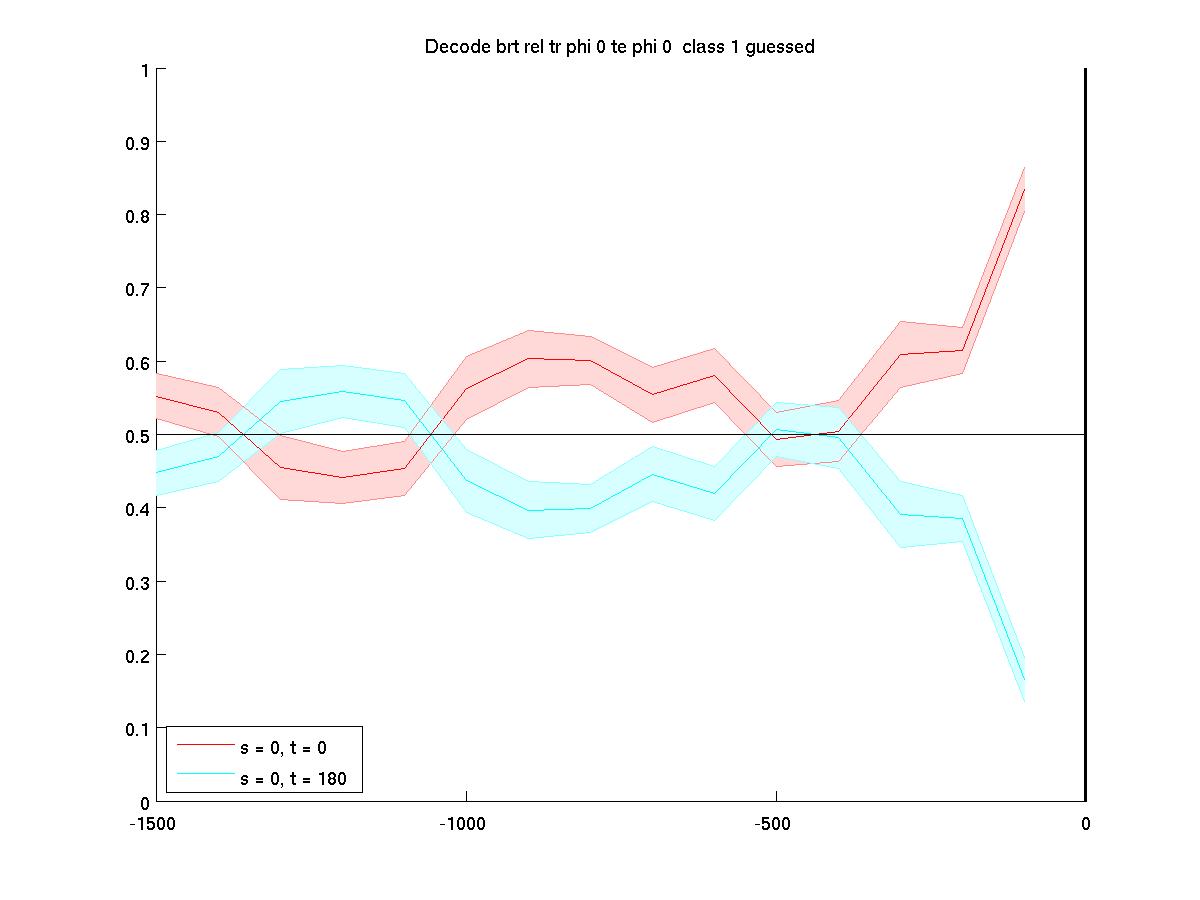 Decode brt rel tr phi 0 te phi 0  class 1 guessed
1
0.9
0.8
0.7
0.6
0.5
0.4
0.3
0.2
0.1
0
s = 0, t = 0
s = 0, t = 180
-1500 -1000 -500 0